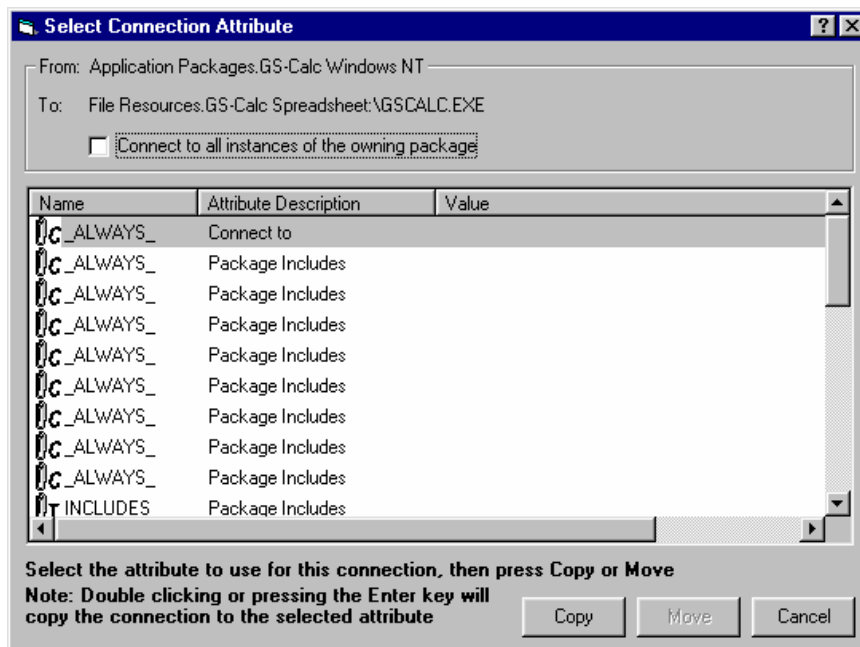 Select Connection Attribute
From: Application Packages.GS-Calc Windows NT
To: File Resources.GS-Calc Spreadsheet:\GSCALC.EXE
Connect to all instances of the owning package
Name Attribute Description Value
C _ALWAYS_ Connect to
C _ALWAYS_ Package Includes
C _ALWAYS_ Package Includes
C _ALWAYS_ Package Includes
C _ALWAYS_ Package Includes
C _ALWAYS_ Package Includes
C _ALWAYS_ Package Includes
C _ALWAYS_ Package Includes
C _ALWAYS_ Package Includes
T INCLUDES Package Includes
Select the attribute to use for this connection, then press Copy or Move
Note: Double clicking or pressing the Enter key will
copy the connection to the selected attribute
Copy Move Cancel